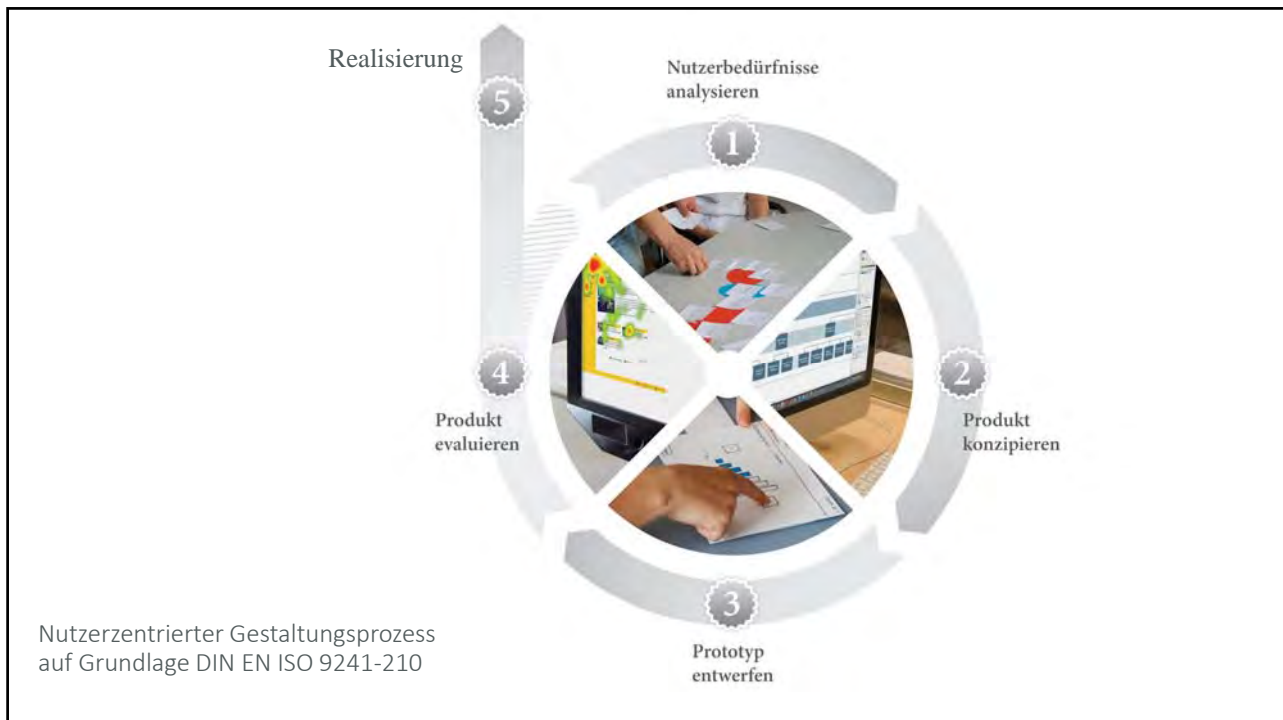 Realisierung
5
Nutzerbedürfnisse
analysieren
1
2
Produkt
konzipieren
3
Prototyp
entwerfen
4
Produkt
evaluieren
Nutzerzentrierter Gestaltungsprozess
auf Grundlage DIN EN ISO 9241-210